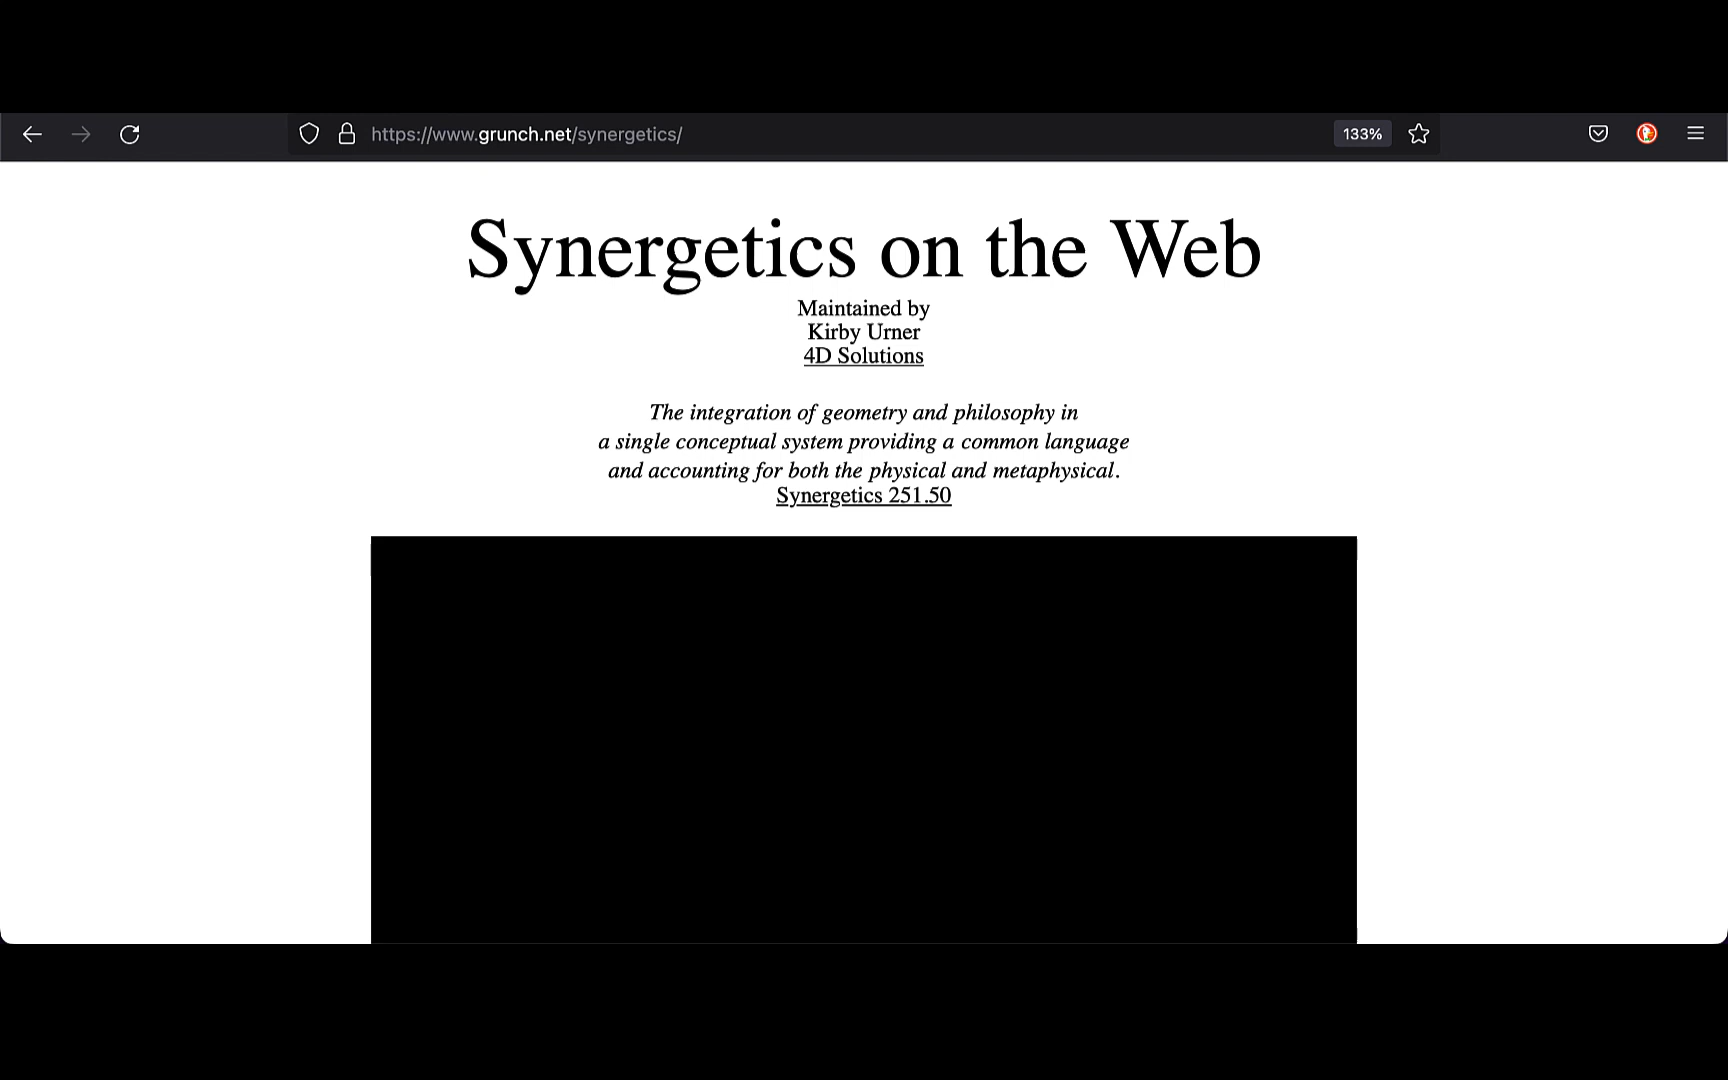 https://www.grunch.net/synergetics/
133%
Synergetics on the Web
Maintained by
Kirby Urner
4D Solutions
The integration of geometry and philosophy in
a single conceptual system providing a common language
and accounting for both the physical and metaphysical.
Synergetics 251.50